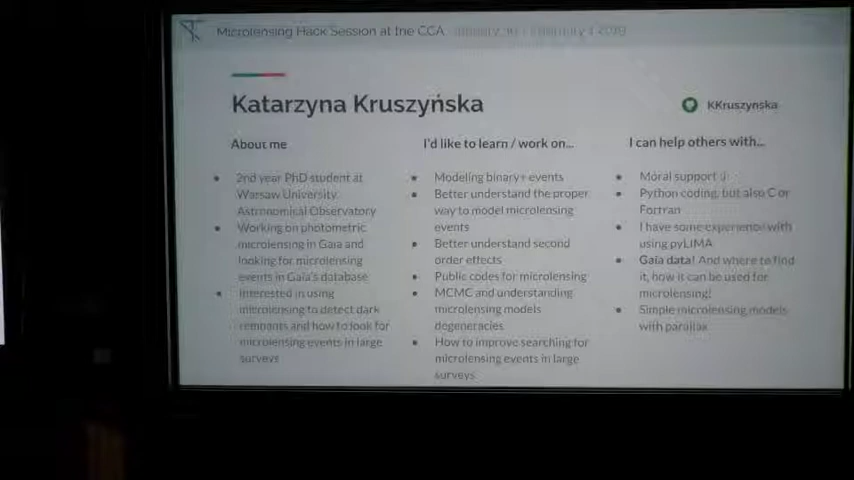 Microlensing Hack Session at the CCA January 30 - February 1 2019
Katarzyna Kruszyńska
KKruszynska
About me
2nd year PhD student at
Warsaw University
Astronomical Observatory
Working on photometric
microlensing in Gaia and
looking for microlensing
events in Gaia's database
Interested in using
microlensing to detect dark
remnants and how to look for
microlensing events in large
surveys
I'd like to learn / work on...
Modeling binary+ events
Better understand the proper
way to model microlensing
events
Better understand second
order effects
Public codes for microlensing
MCMC and understanding
microlensing models
degeneracies
How to improve searching for
microlensing events in large
surveys
I can help others with...
Moral support :)
Python coding, but also C or
Fortran
I have some experience with
using pyLIMA
Gaia data! And where to find
it, how it can be used for
microlensing!
Simple microlensing models
with parallax